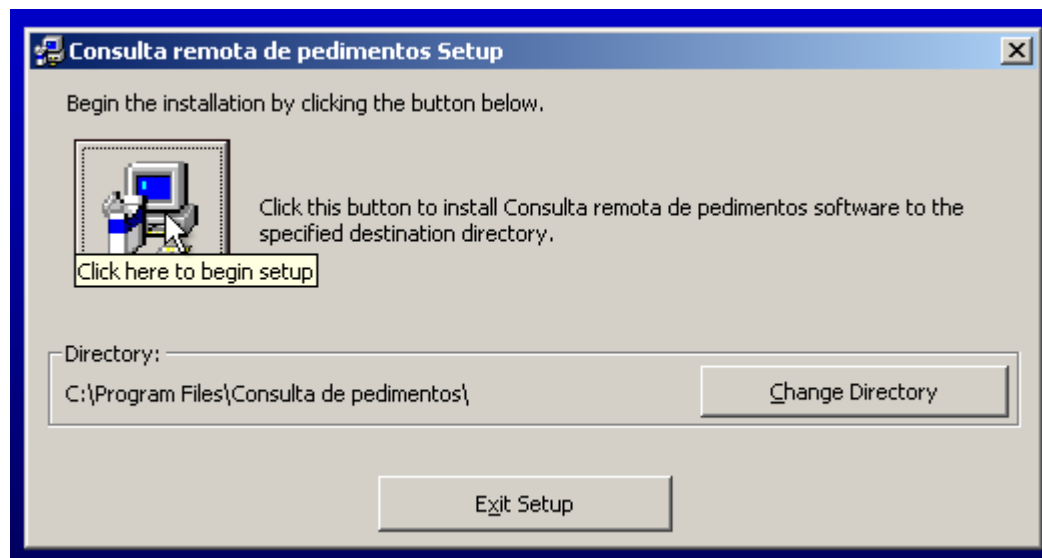 Consulta remota de pedimentos Setup
Begin the installation by clicking the button below.
Click this button to install Consulta remota de pedimentos software to the
specified destination directory.
Click here to begin setup
Directory:
C:\Program Files\Consulta de pedimentos\
Change Directory
Exit Setup